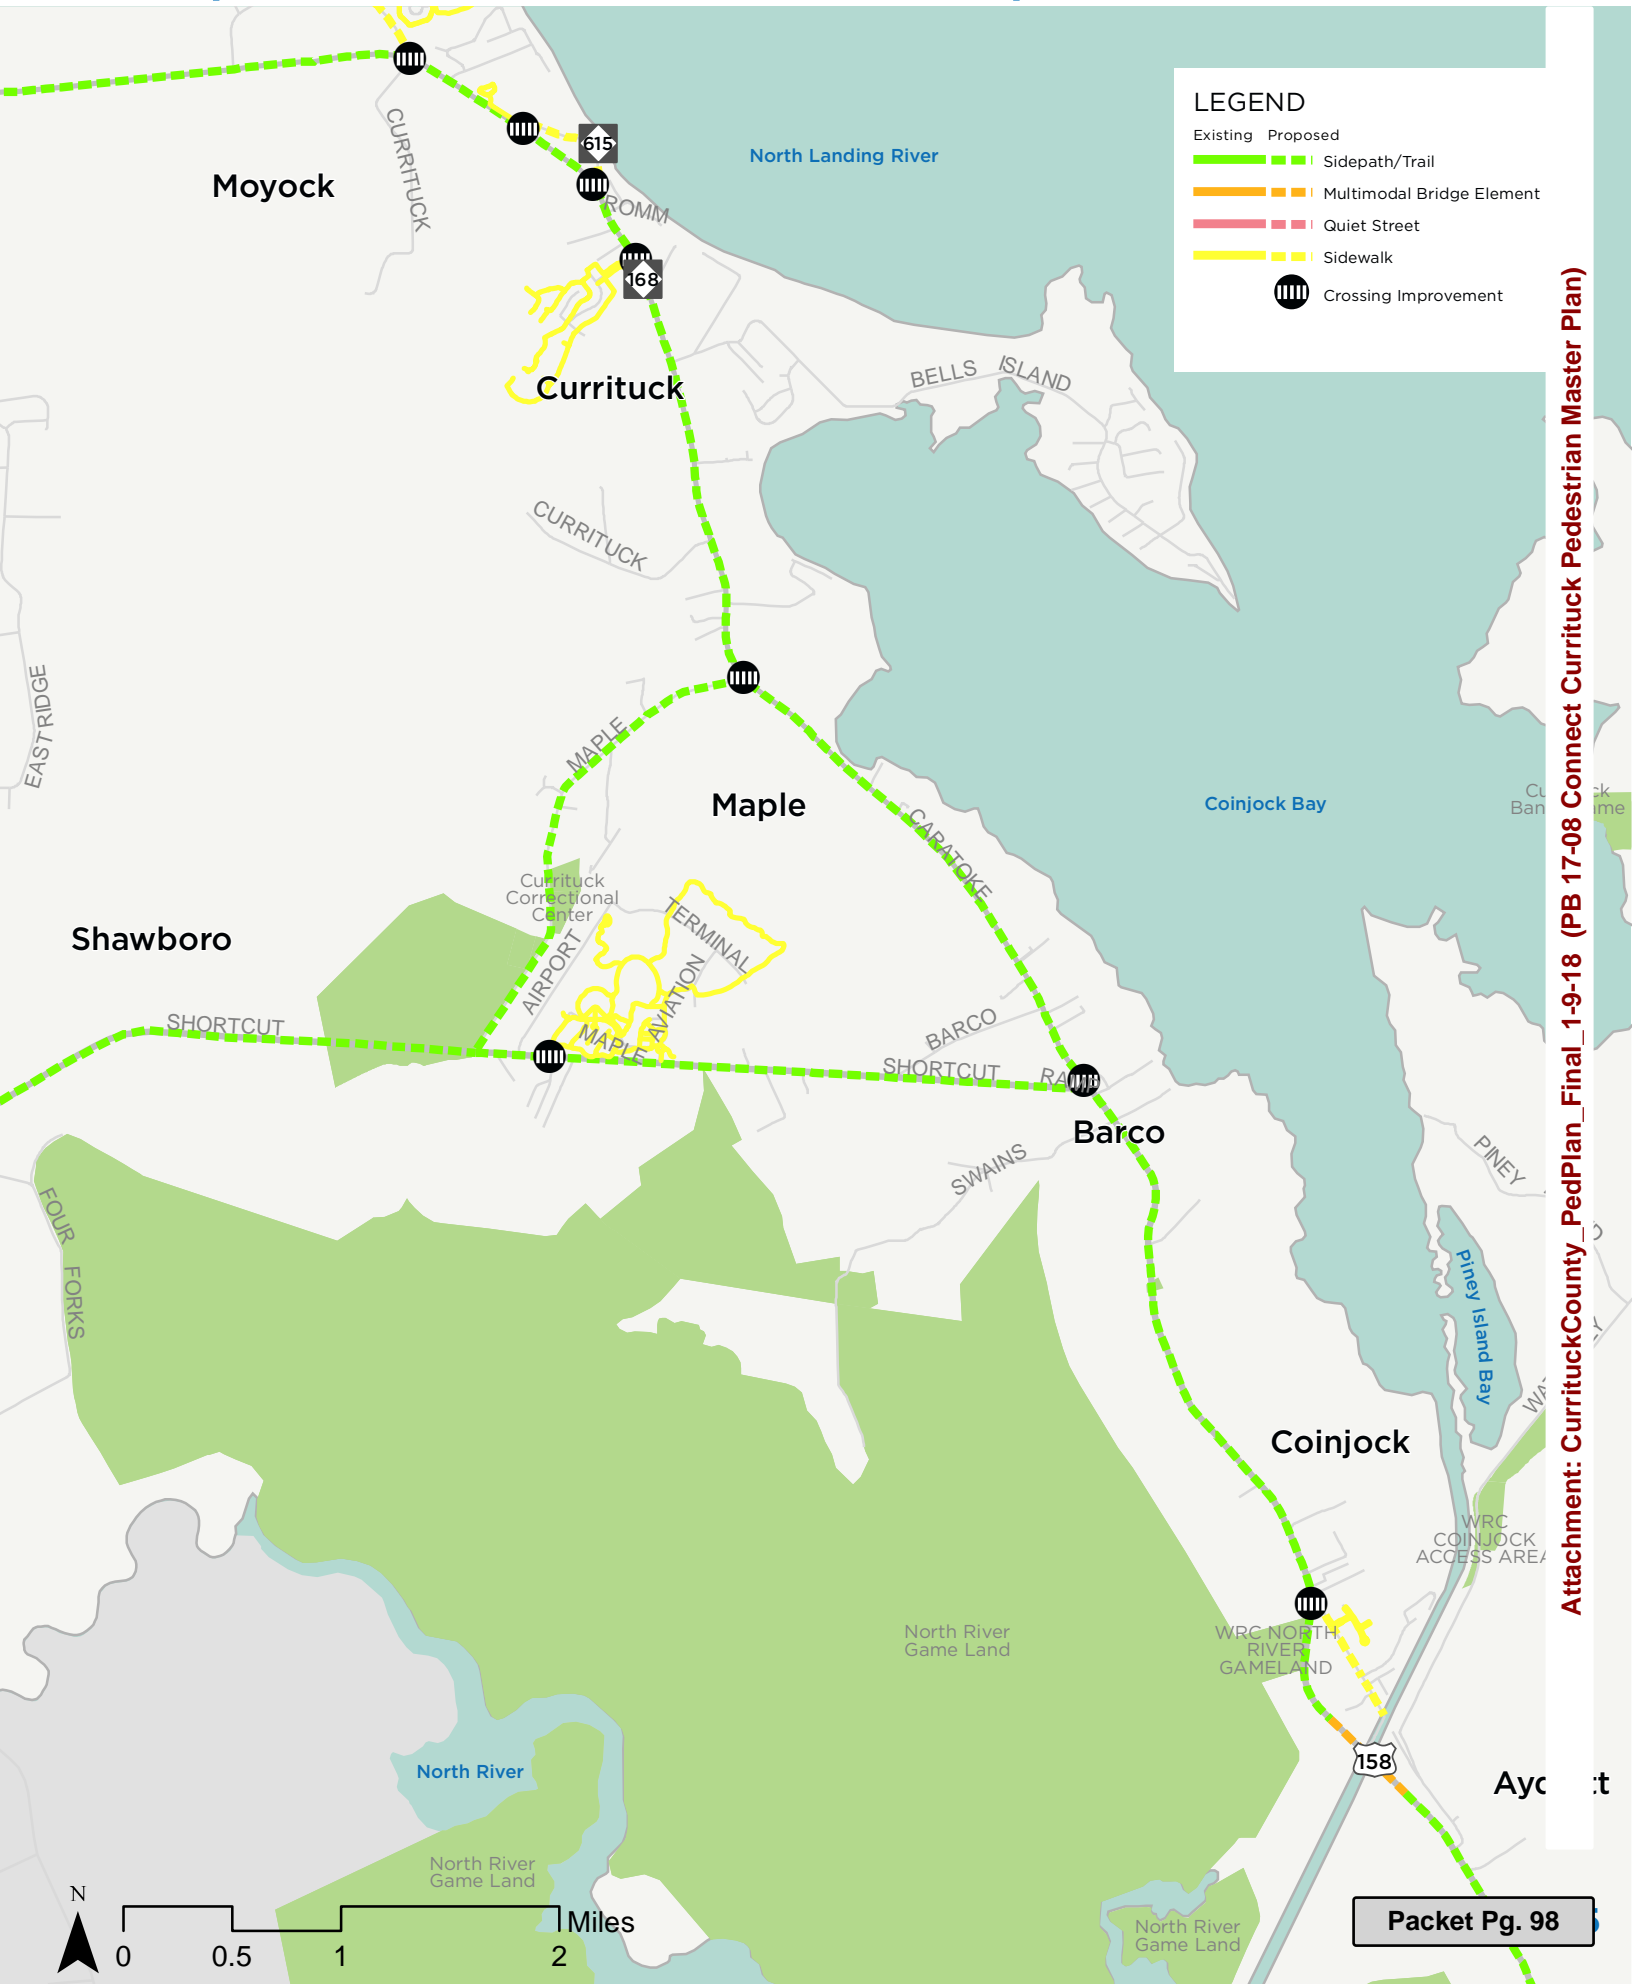 LEGEND
Existing Proposed
Sidepath/Trail
Multimodal Bridge Element
Quiet Street
Sidewalk
Crossing Improvement
North Landing River
615
Moyock
CURRITUCK
ROMM
168
Currituck
BELLS ISLAND
CURRITUCK
EASTRIDGE
MAPLE
Maple
CARATOKE
Coinjock Bay
Currituck
Correctional
Center
Shawboro
TERMINAL
AIRPORT
AVIATION
SHORTCUT
MAPLE
BARCO
SHORTCUT
RAMP
Barco
SWAINS
PINEY
FOUR FORKS
Piney Island Bay
Coinjock
WRC
COINJOCK
ACCESS AREA
North River
Game Land
WRC NORTH
RIVER
GAMELAND
158
North River
North River
Game Land
North River
Game Land
N
Miles
0 0.5 1 2
Attachment: CurrituckCounty_PedPlan_Final_1-9-18 (PB 17-08 Connect Currituck Pedestrian Master Plan)
Packet Pg. 98